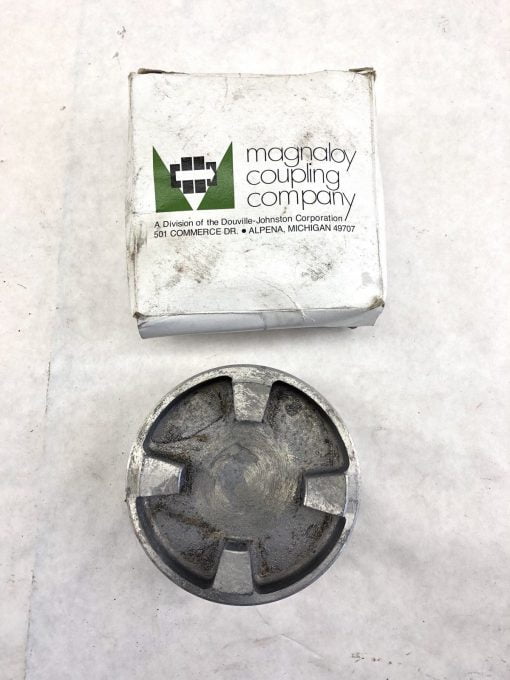 magnaloy
coupling
company
A Division of the Douville-Johnston Corporation
501 COMMERCE DR. • ALPENA, MICHIGAN 49707